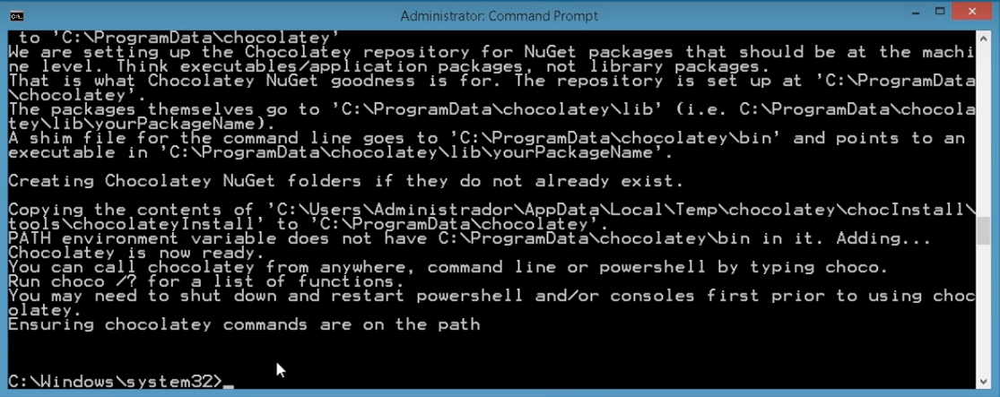 Administrator: Command Prompt
to 'C:\ProgramData\chocolatey'
We are setting up the Chocolatey repository for NuGet packages that should be at the machi
ne level. Think executables/application packages, not library packages.
That is what Chocolatey NuGet goodness is for. The repository is set up at 'C:\ProgramData
\chocolatey'.
The packages themselves go to 'C:\ProgramData\chocolatey\lib' (i.e. C:\ProgramData\chocola
tey\lib\yourPackageName).
A shim file for the command line goes to 'C:\ProgramData\chocolatey\bin' and points to an
executable in 'C:\ProgramData\chocolatey\lib\yourPackageName'.
Creating Chocolatey NuGet folders if they do not already exist.
Copying the contents of 'C:\Users\Administrador\AppData\Local\Temp\chocolatey\chocInstall\
tools\chocolateyInstall' to 'C:\ProgramData\chocolatey'.
PATH environment variable does not have C:\ProgramData\chocolatey\bin in it. Adding...
Chocolatey is now ready.
You can call chocolatey from anywhere, command line or powershell by typing choco.
Run choco /? for a list of functions.
You may need to shut down and restart powershell and/or consoles first prior to using choc
olatey.
Ensuring chocolatey commands are on the path
C:\Windows\system32>_